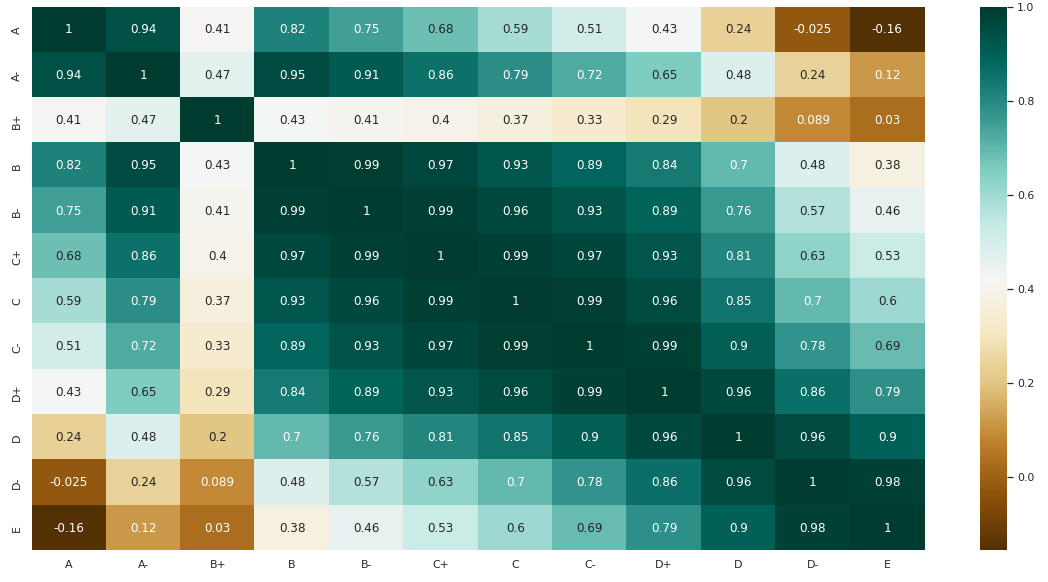 A 1 0.94 0.41 0.82 0.75 0.68 0.59 0.51 0.43 0.24 -0.025 -0.16
A- 0.94 1 0.47 0.95 0.91 0.86 0.79 0.72 0.65 0.48 0.24 0.12
B+ 0.41 0.47 1 0.43 0.41 0.4 0.37 0.33 0.29 0.2 0.089 0.03
B 0.82 0.95 0.43 1 0.99 0.97 0.93 0.89 0.84 0.7 0.48 0.38
B- 0.75 0.91 0.41 0.99 1 0.99 0.96 0.93 0.89 0.76 0.57 0.46
C+ 0.68 0.86 0.4 0.97 0.99 1 0.99 0.97 0.93 0.81 0.63 0.53
C 0.59 0.79 0.37 0.93 0.96 0.99 1 0.99 0.96 0.85 0.7 0.6
C- 0.51 0.72 0.33 0.89 0.93 0.97 0.99 1 0.99 0.9 0.78 0.69
D+ 0.43 0.65 0.29 0.84 0.89 0.93 0.96 0.99 1 0.96 0.86 0.79
D 0.24 0.48 0.2 0.7 0.76 0.81 0.85 0.9 0.96 1 0.96 0.9
D- -0.025 0.24 0.089 0.48 0.57 0.63 0.7 0.78 0.86 0.96 1 0.98
E -0.16 0.12 0.03 0.38 0.46 0.53 0.6 0.69 0.79 0.9 0.98 1
A A- B+ B B- C+ C C- D+ D D- E
1.0
0.8
0.6
0.4
0.2
0.0